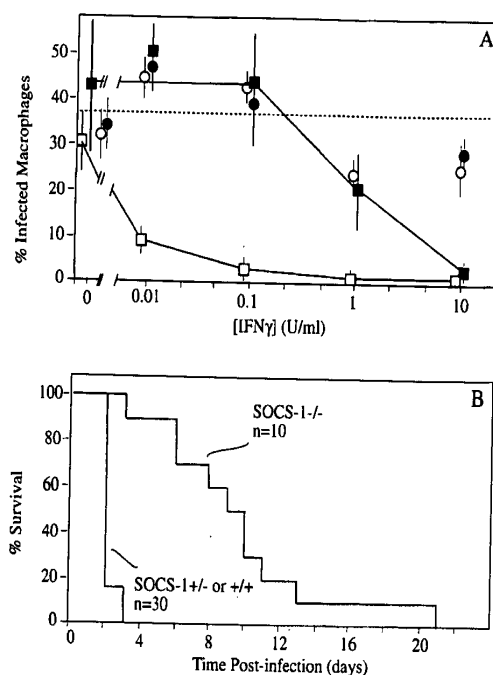 A
% Infected Macrophages
50
40
30
20
10
0
0
0.01
0.1
1
10
[IFNγ] (U/ml)
B
% Survival
100
80
60
40
20
0
SOCS-1-/-
n=10
SOCS-1+/- or +/+
n=30
0
4
8
12
16
20
Time Post-infection (days)